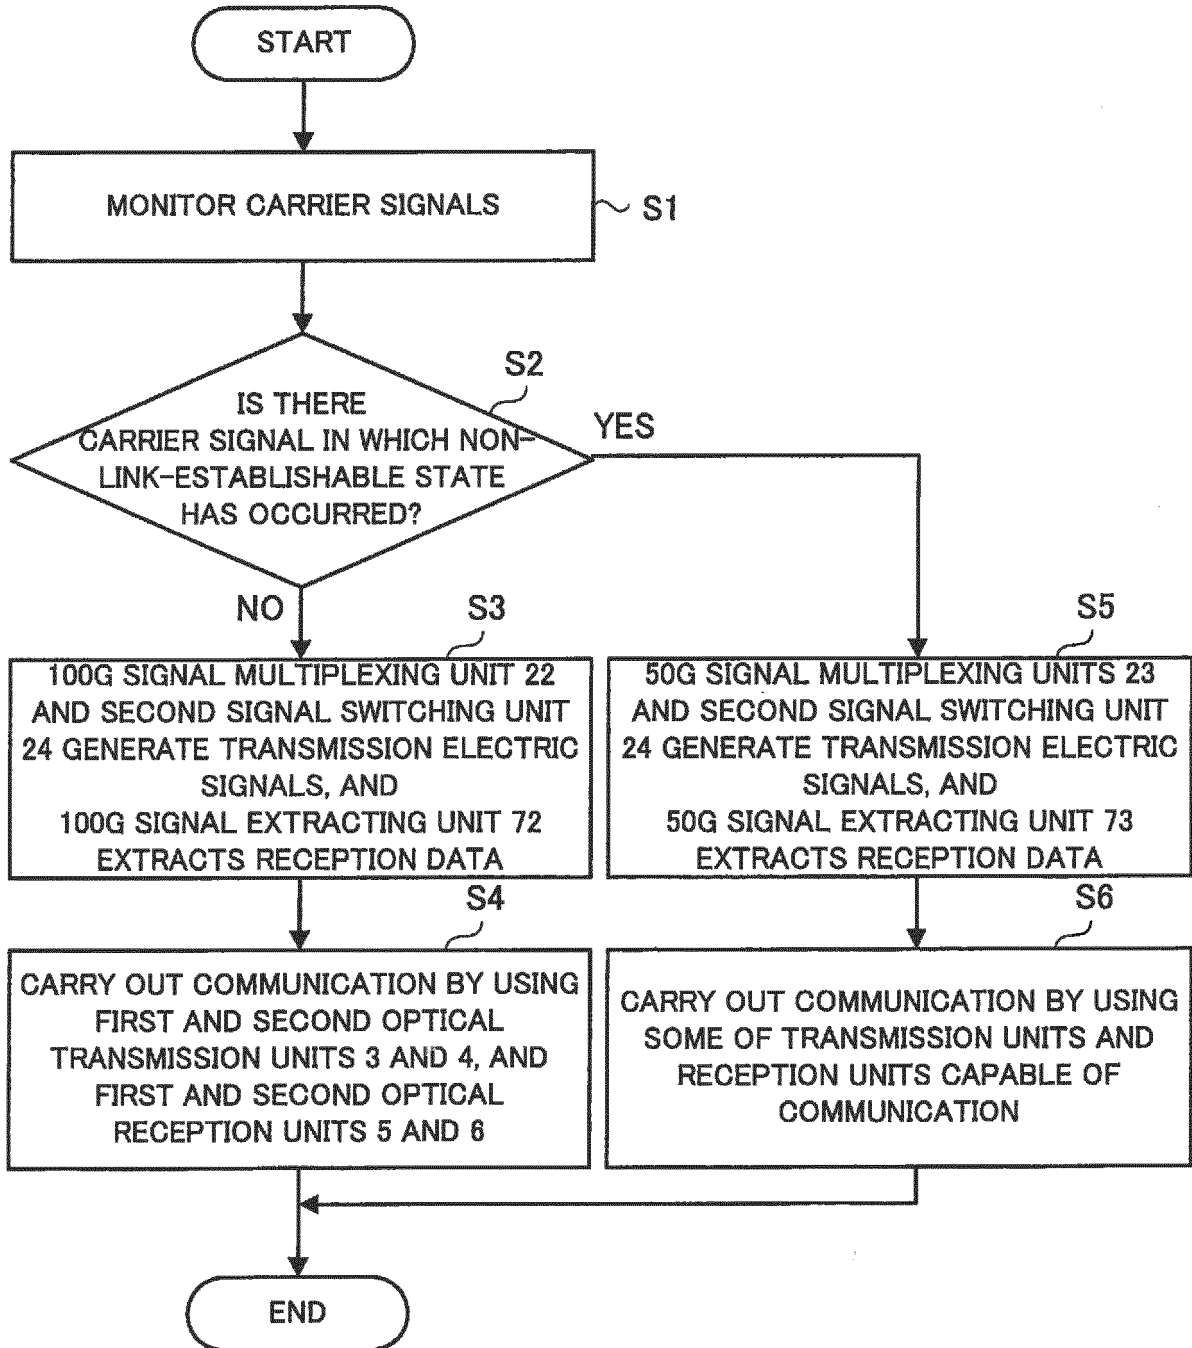 START
MONITOR CARRIER SIGNALS
S1
S2
IS THERE
CARRIER SIGNAL IN WHICH NON-
LINK-ESTABLISHABLE STATE
HAS OCCURRED?
YES
NO
S3
100G SIGNAL MULTIPLEXING UNIT 22
AND SECOND SIGNAL SWITCHING UNIT
24 GENERATE TRANSMISSION ELECTRIC
SIGNALS, AND
100G SIGNAL EXTRACTING UNIT 72
EXTRACTS RECEPTION DATA
S5
50G SIGNAL MULTIPLEXING UNITS 23
AND SECOND SIGNAL SWITCHING UNIT
24 GENERATE TRANSMISSION ELECTRIC
SIGNALS, AND
50G SIGNAL EXTRACTING UNIT 73
EXTRACTS RECEPTION DATA
S4
CARRY OUT COMMUNICATION BY USING
FIRST AND SECOND OPTICAL
TRANSMISSION UNITS 3 AND 4, AND
FIRST AND SECOND OPTICAL
RECEPTION UNITS 5 AND 6
S6
CARRY OUT COMMUNICATION BY USING
SOME OF TRANSMISSION UNITS AND
RECEPTION UNITS CAPABLE OF
COMMUNICATION
END